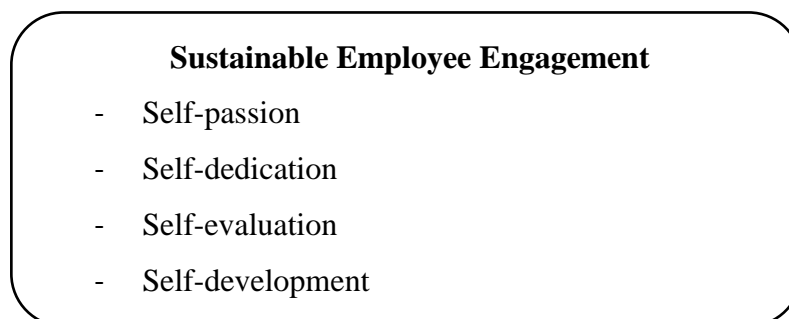 Sustainable Employee Engagement
- Self-passion
- Self-dedication
- Self-evaluation
- Self-development